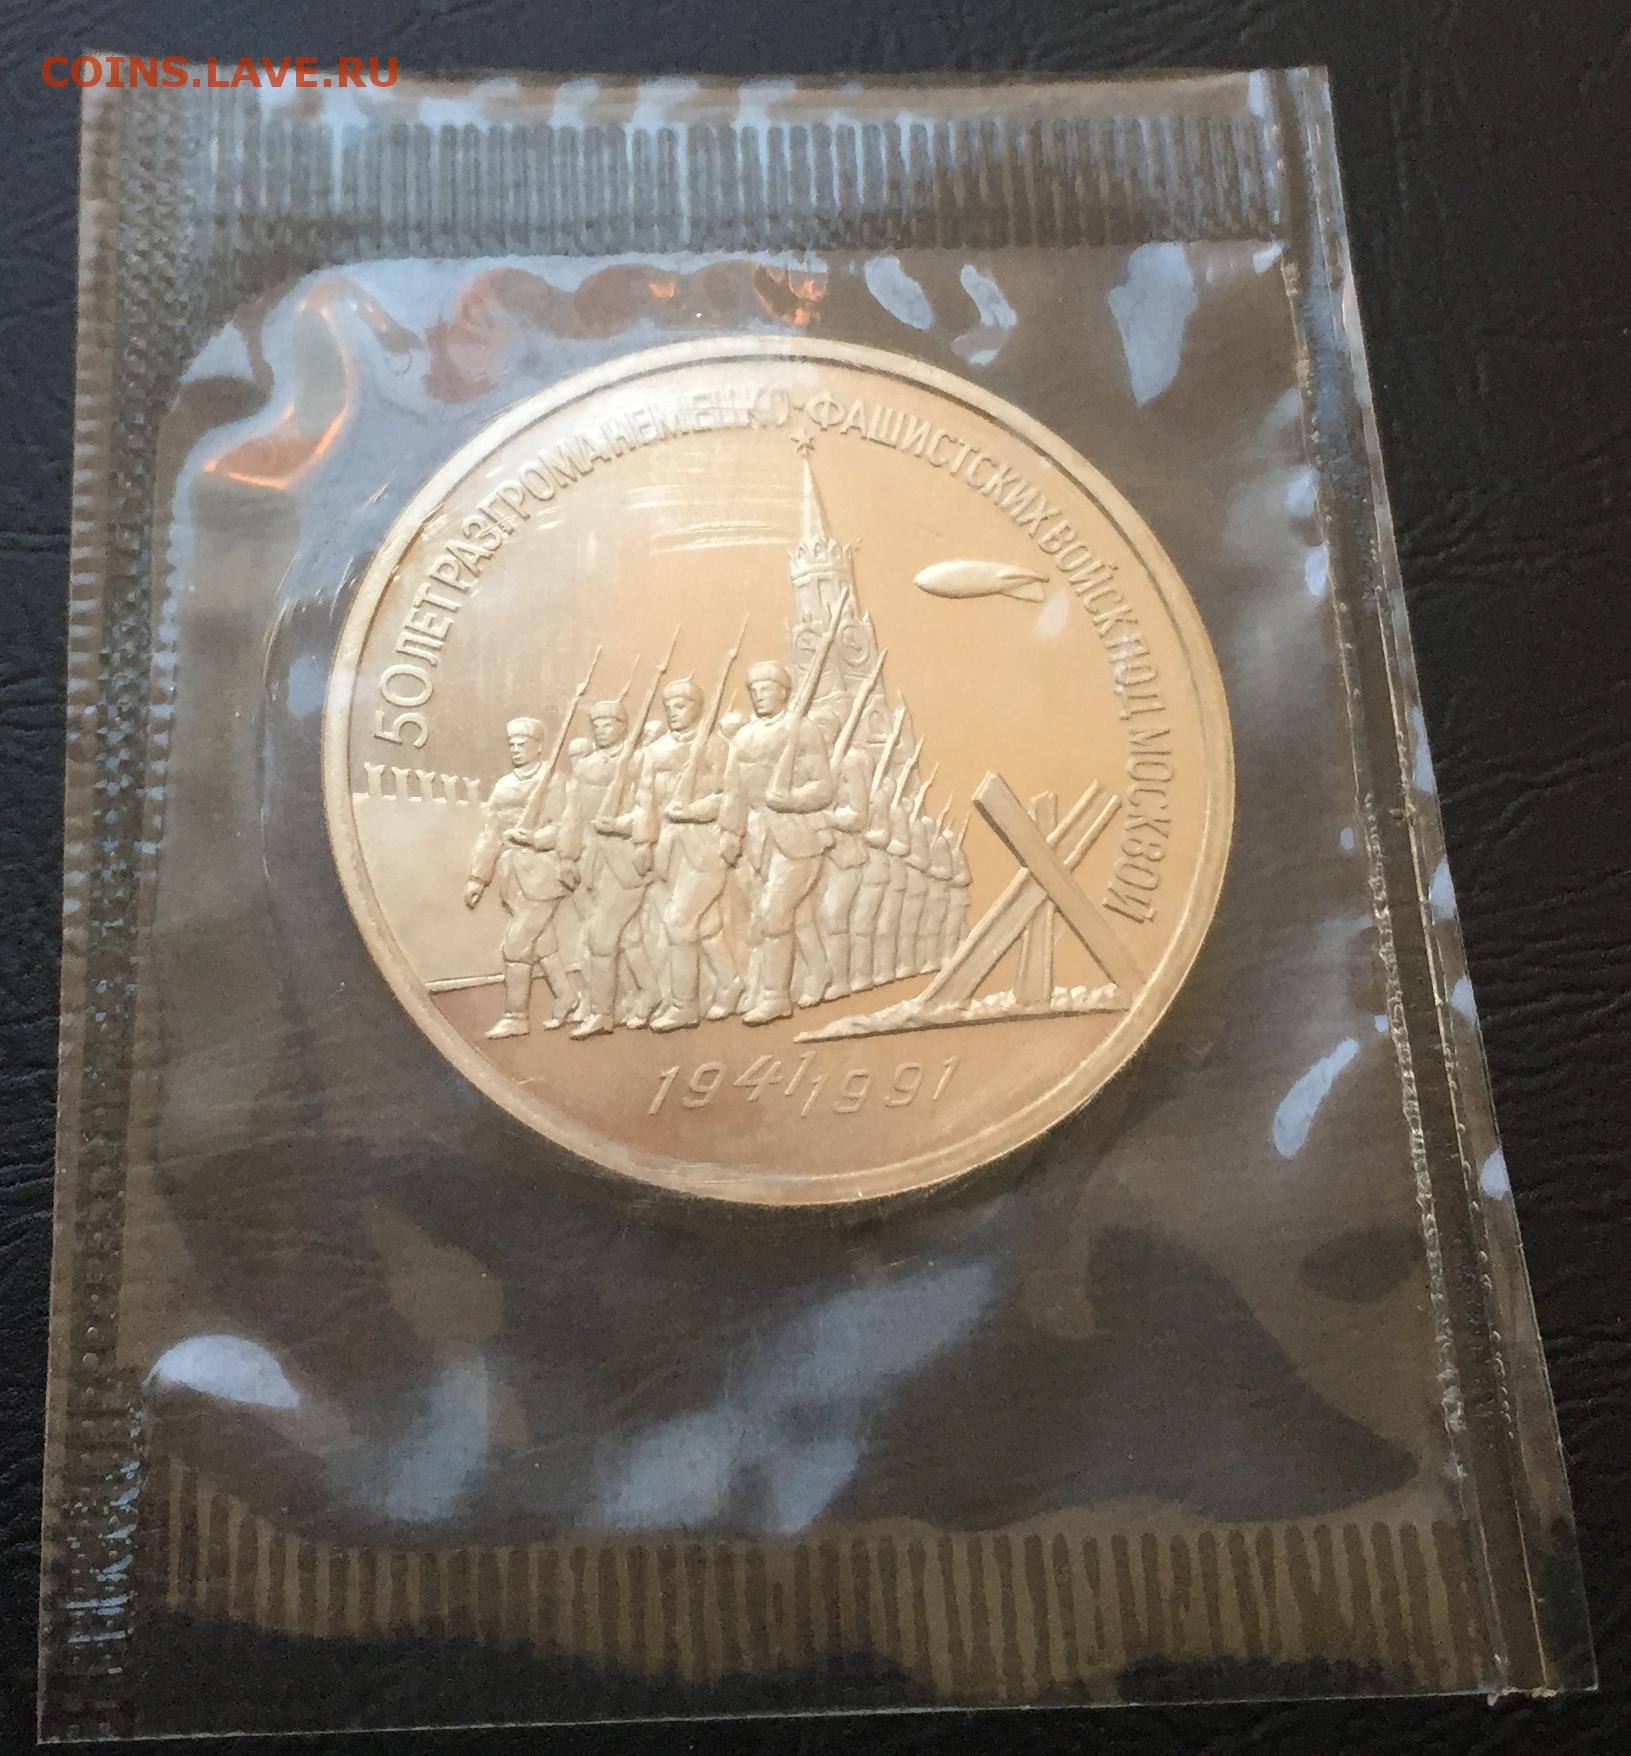 COINS.LAVE.RU
50 ЛЕТ РАЗГРОМА НЕМЕЦКО-ФАШИСТСКИХ ВОЙСК ПОД МОСКВОЙ
1941/1991